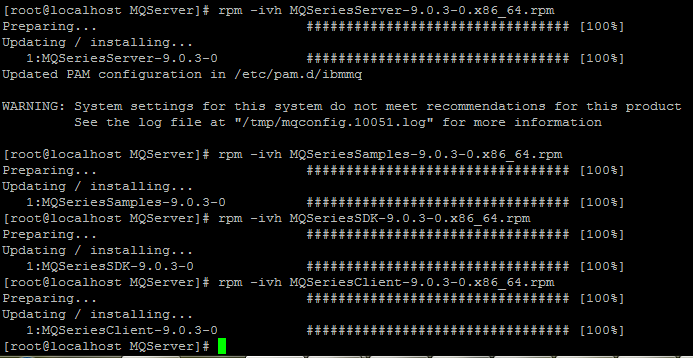 [root@localhost MQServer]# rpm -ivh MQSeriesServer-9.0.3-0.x86_64.rpm
Preparing...                          ################################# [100%]
Updating / installing...
   1:MQSeriesServer-9.0.3-0           ################################# [100%]
Updated PAM configuration in /etc/pam.d/ibmmq
WARNING: System settings for this system do not meet recommendations for this product
         See the log file at "/tmp/mqconfig.10051.log" for more information
[root@localhost MQServer]# rpm -ivh MQSeriesSamples-9.0.3-0.x86_64.rpm
Preparing...                          ################################# [100%]
Updating / installing...
   1:MQSeriesSamples-9.0.3-0          ################################# [100%]
[root@localhost MQServer]# rpm -ivh MQSeriesSDK-9.0.3-0.x86_64.rpm
Preparing...                          ################################# [100%]
Updating / installing...
   1:MQSeriesSDK-9.0.3-0              ################################# [100%]
[root@localhost MQServer]# rpm -ivh MQSeriesClient-9.0.3-0.x86_64.rpm
Preparing...                          ################################# [100%]
Updating / installing...
   1:MQSeriesClient-9.0.3-0           ################################# [100%]
[root@localhost MQServer]#